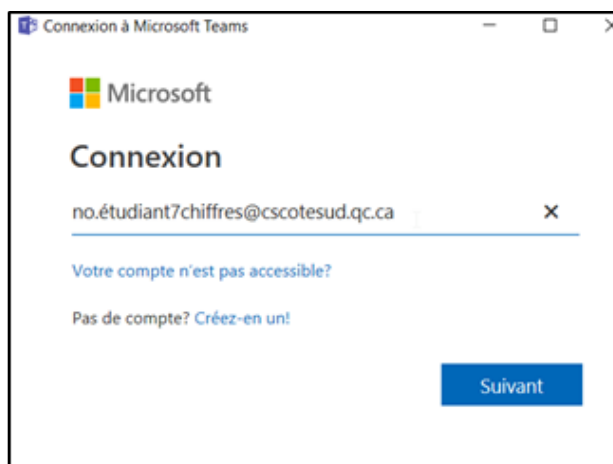 Connexion à Microsoft Teams
Microsoft
Connexion
no.étudiant7chiffres@cscotesud.qc.ca
Votre compte n'est pas accessible?
Pas de compte? Créez-en un!
Suivant